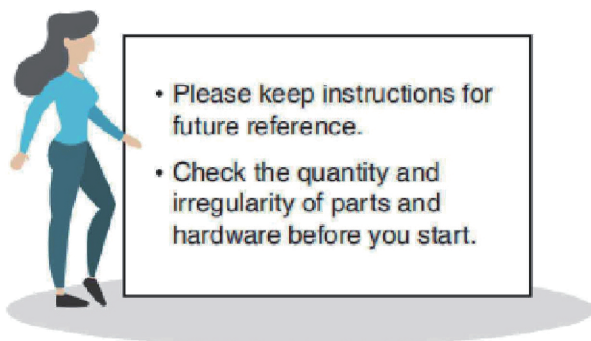 • Please keep instructions for
future reference.
• Check the quantity and
irregularity of parts and
hardware before you start.